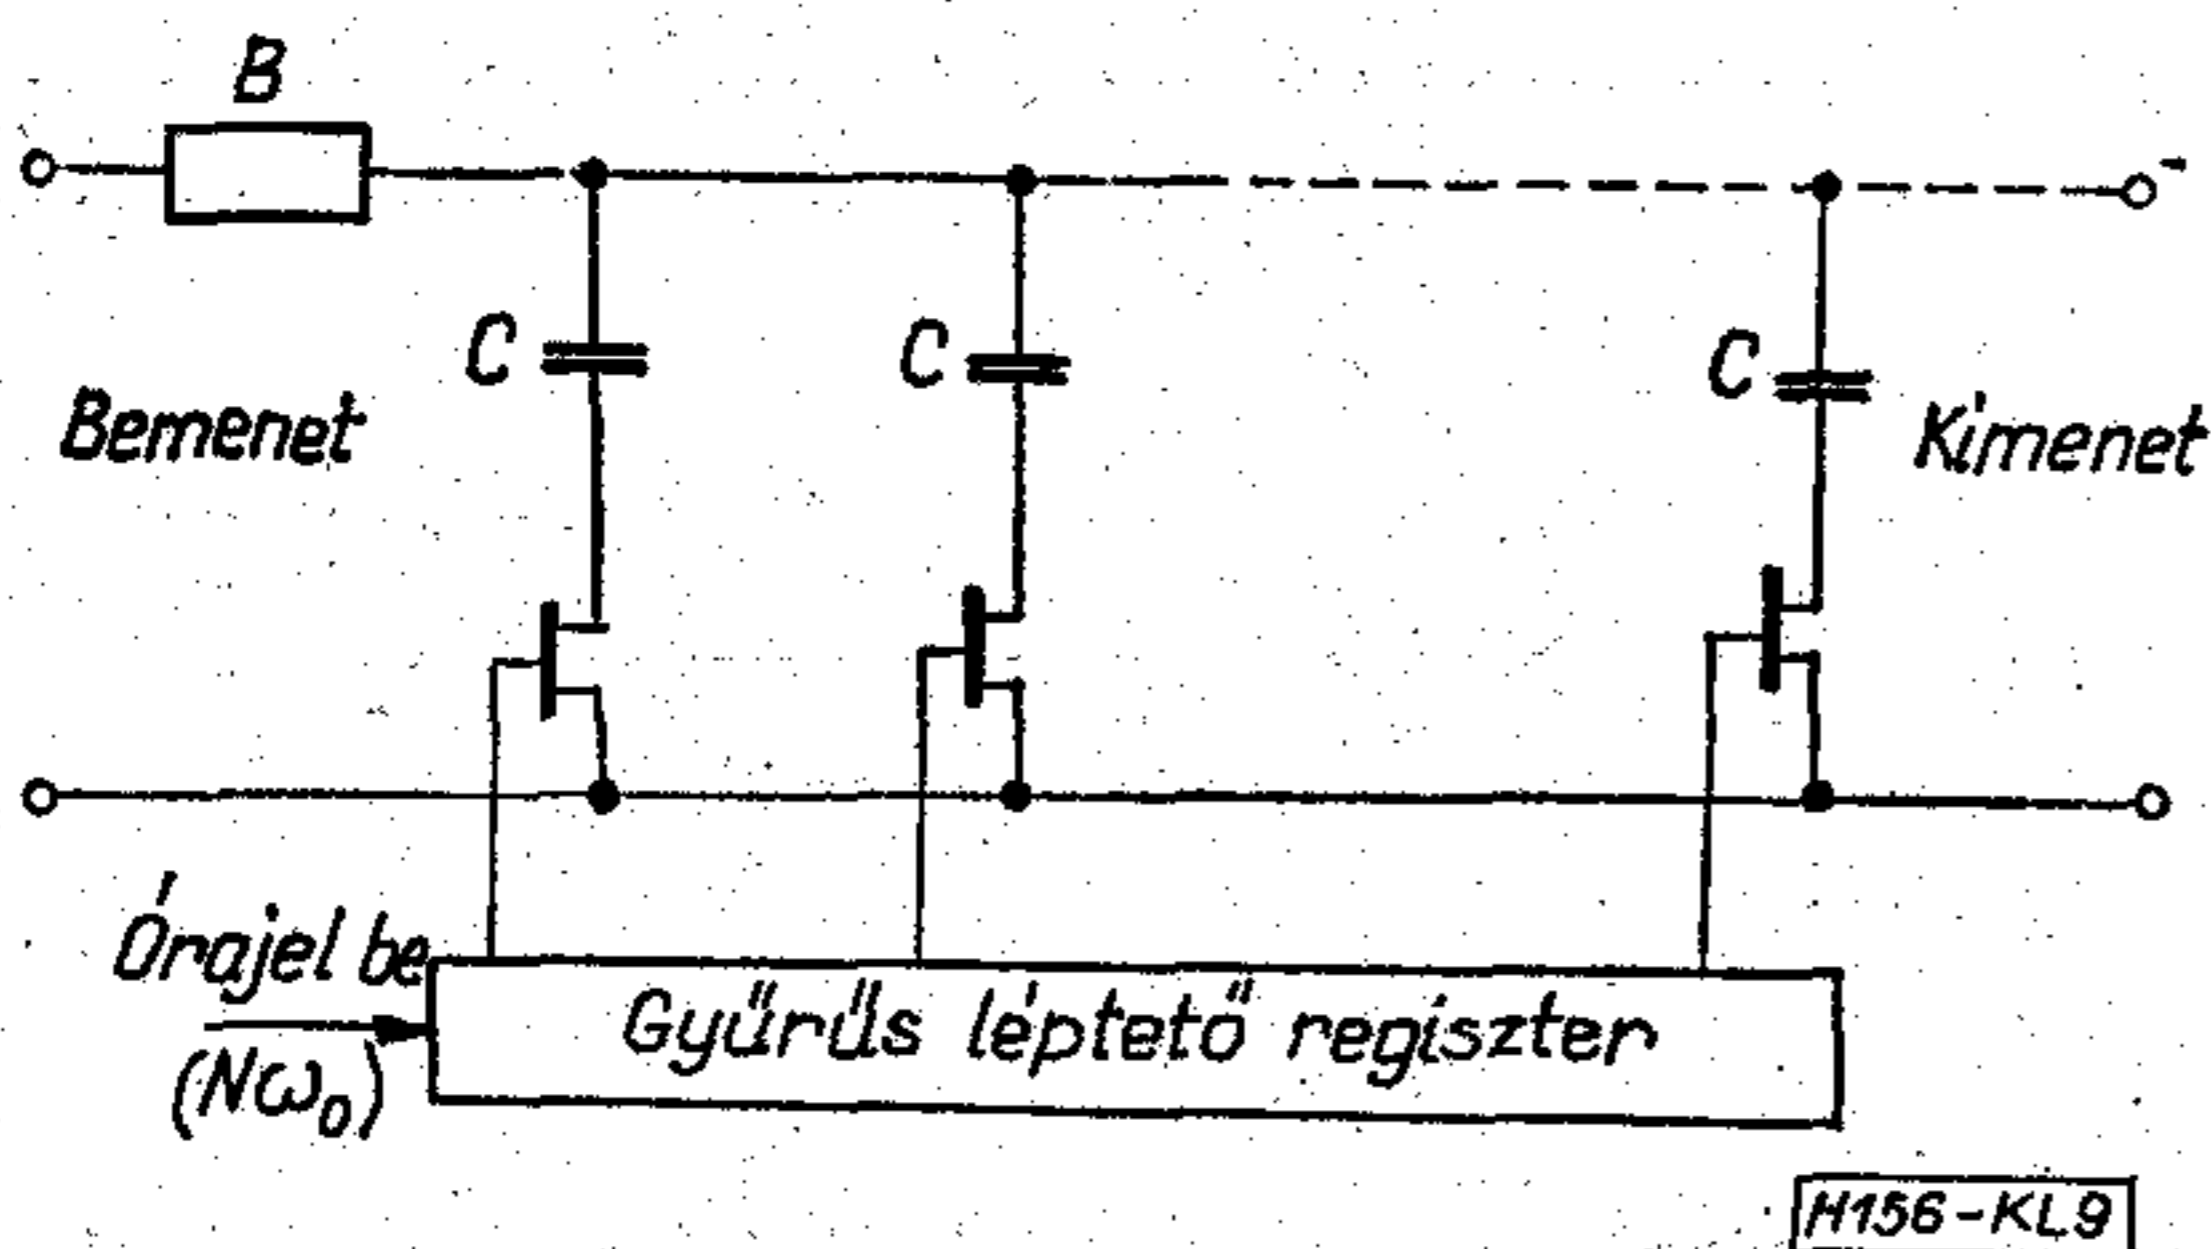 B
C
C
C
Bemenet
Kimenet
Órajel be
(Nω₀)
Gyűrűs léptető regiszter
H156-KL9